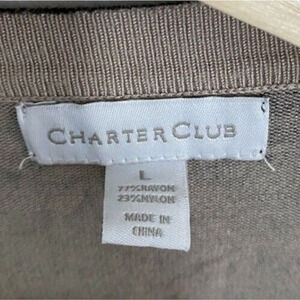 CHARTER CLUB
L
77%RAYON
23%NYLON
MADE IN
CHINA